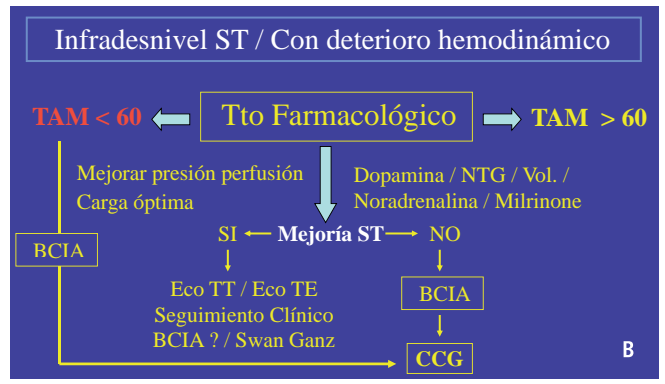 Infradesnivel ST / Con deterioro hemodinámico
TAM < 60
Tto Farmacológico
TAM > 60
Mejorar presión perfusión
Carga óptima
Dopamina / NTG / Vol. /
Noradrenalina / Milrinone
BCIA
SI
Mejoría ST
NO
Eco TT / Eco TE
Seguimiento Clínico
BCIA ? / Swan Ganz
BCIA
CCG
B